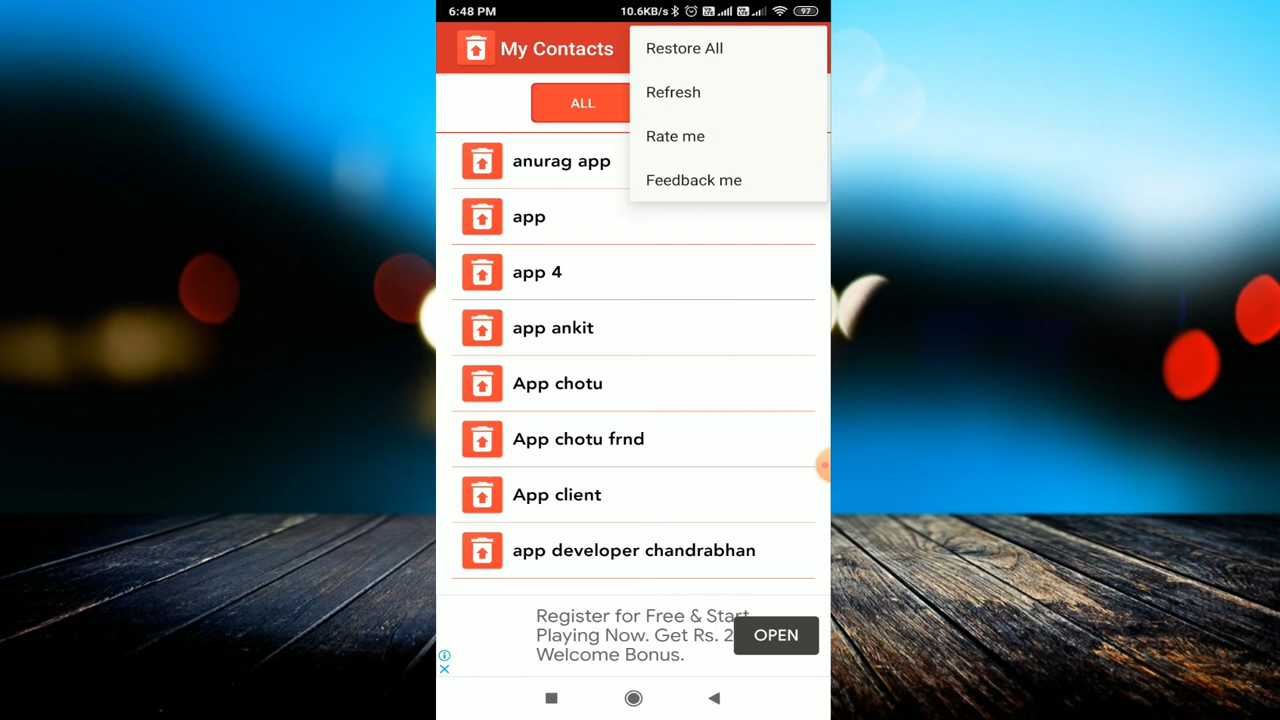 6:48 PM
10.6KB/s
97
My Contacts
Restore All
Refresh
Rate me
Feedback me
ALL
anurag app
app
app 4
app ankit
App chotu
App chotu frnd
App client
app developer chandrabhan
Register for Free & Start
Playing Now. Get Rs. 2
Welcome Bonus.
OPEN